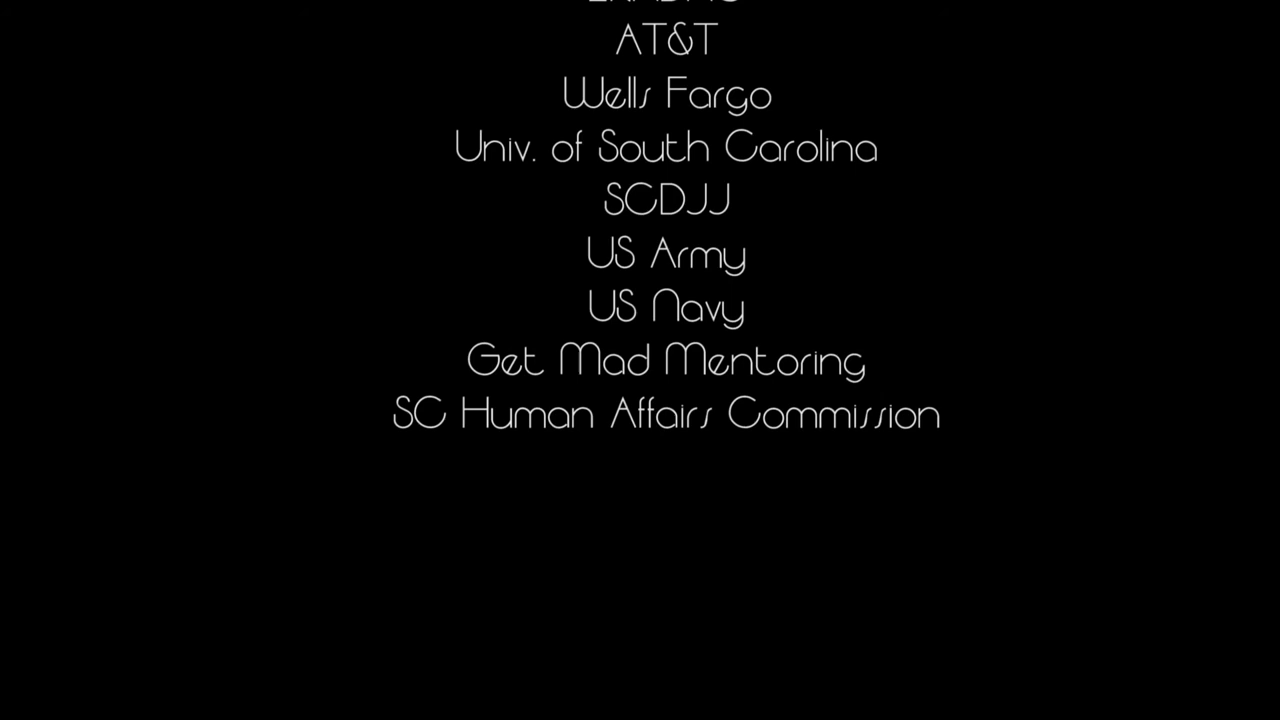 AT&T
Wells Fargo
Univ. of South Carolina
SCDJJ
US Army
US Navy
Get Mad Mentoring
SC Human Affairs Commission